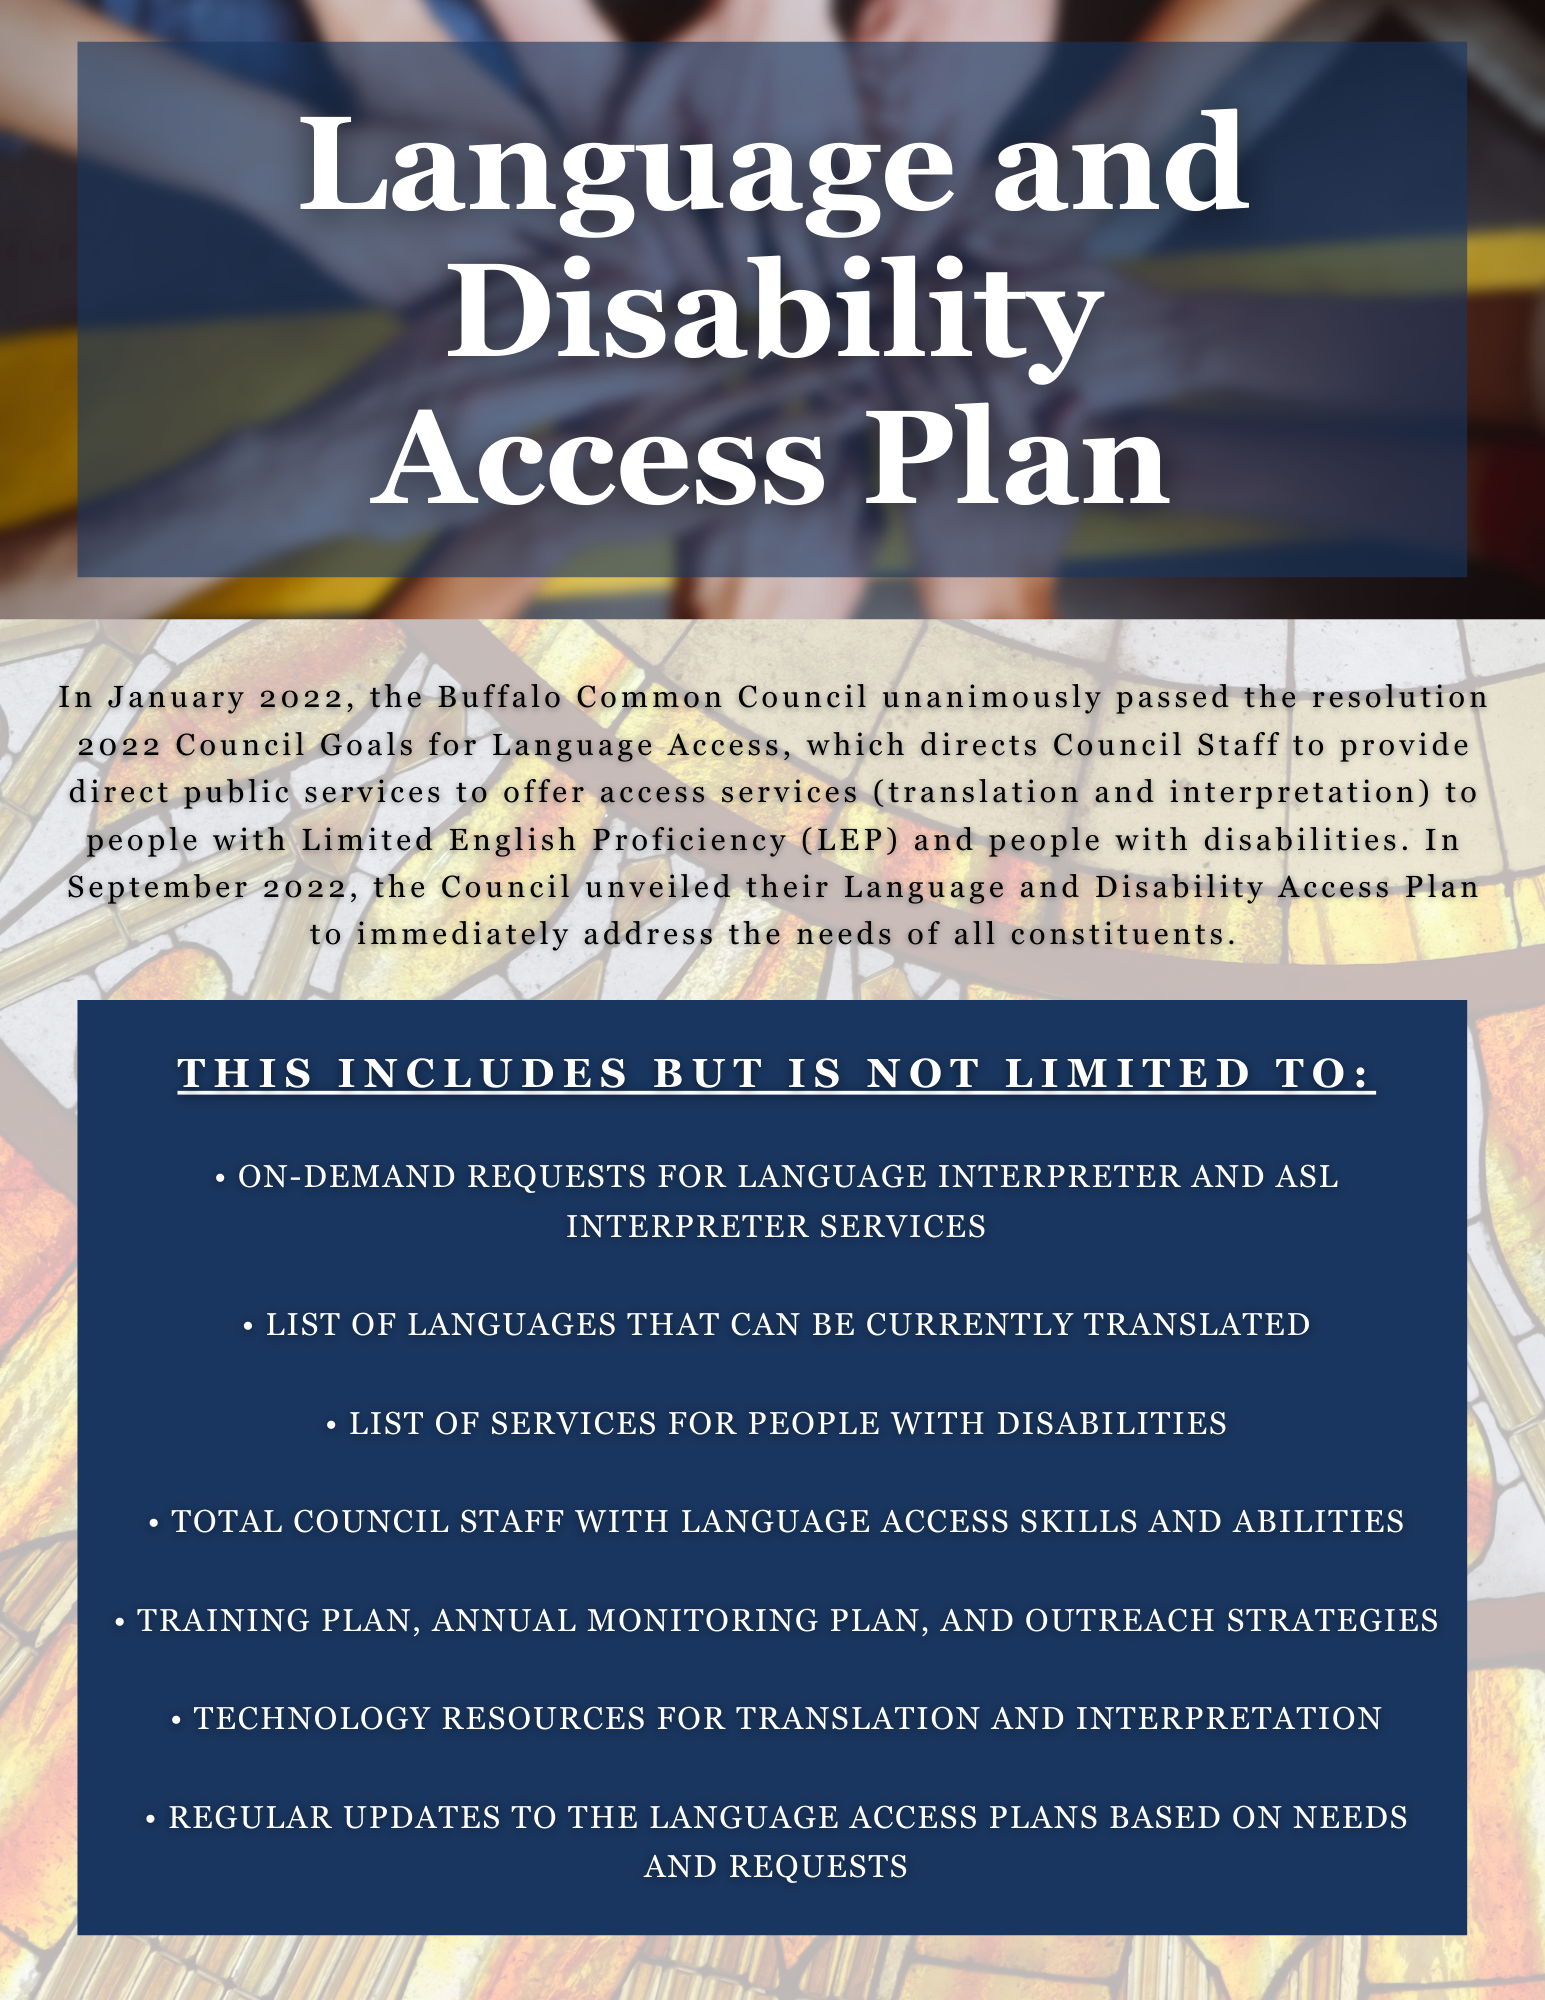 Language and
Disability
Access Plan
In January 2022, the Buffalo Common Council unanimously passed the resolution
2022 Council Goals for Language Access, which directs Council Staff to provide
direct public services to offer access services (translation and interpretation) to
people with Limited English Proficiency (LEP) and people with disabilities. In
September 2022, the Council unveiled their Language and Disability Access Plan
to immediately address the needs of all constituents.
THIS INCLUDES BUT IS NOT LIMITED TO:
• ON-DEMAND REQUESTS FOR LANGUAGE INTERPRETER AND ASL
INTERPRETER SERVICES
• LIST OF LANGUAGES THAT CAN BE CURRENTLY TRANSLATED
• LIST OF SERVICES FOR PEOPLE WITH DISABILITIES
• TOTAL COUNCIL STAFF WITH LANGUAGE ACCESS SKILLS AND ABILITIES
• TRAINING PLAN, ANNUAL MONITORING PLAN, AND OUTREACH STRATEGIES
• TECHNOLOGY RESOURCES FOR TRANSLATION AND INTERPRETATION
• REGULAR UPDATES TO THE LANGUAGE ACCESS PLANS BASED ON NEEDS
AND REQUESTS